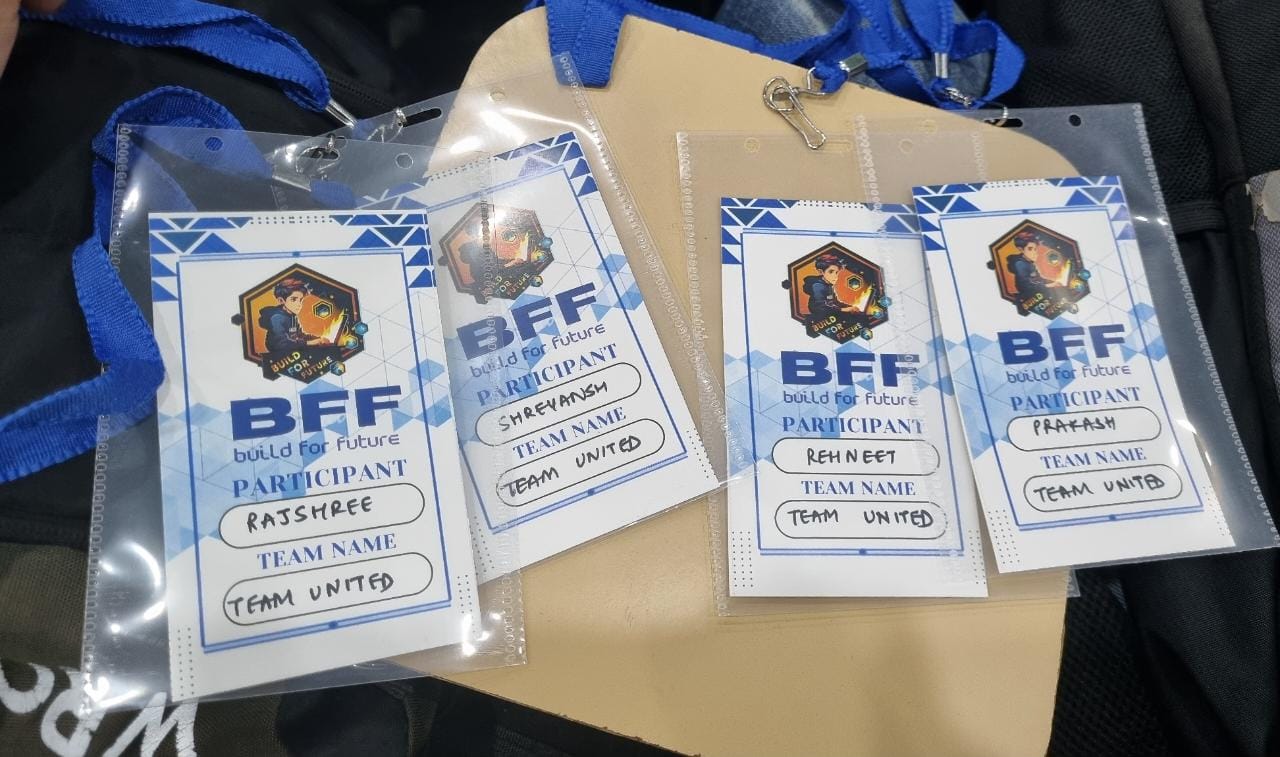 BUILD
FOR
FUTURE
BFF
build for future
PARTICIPANT
RAJSHREE
TEAM NAME
TEAM UNITED
BUILD
FOR
FUTURE
BFF
build for future
PARTICIPANT
SHREYANSH
TEAM NAME
TEAM UNITED
BUILD
FOR
FUTURE
BFF
build for future
PARTICIPANT
REHNEET
TEAM NAME
TEAM UNITED
BUILD
FOR
FUTURE
BFF
build for future
PARTICIPANT
PRAKASH
TEAM NAME
TEAM UNITED